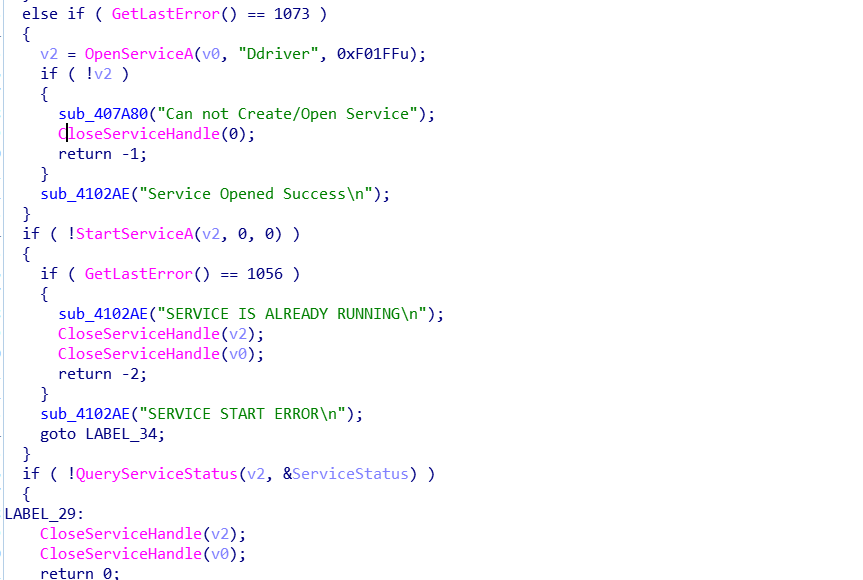 else if ( GetLastError() == 1073 )
{
v2 = OpenServiceA(v0, "Ddriver", 0xF01FFu);
if ( !v2 )
{
sub_407A80("Can not Create/Open Service");
CloseServiceHandle(0);
return -1;
}
sub_4102AE("Service Opened Success\n");
}
if ( !StartServiceA(v2, 0, 0) )
{
if ( GetLastError() == 1056 )
{
sub_4102AE("SERVICE IS ALREADY RUNNING\n");
CloseServiceHandle(v2);
CloseServiceHandle(v0);
return -2;
}
sub_4102AE("SERVICE START ERROR\n");
goto LABEL_34;
}
if ( !QueryServiceStatus(v2, &ServiceStatus) )
{
LABEL_29:
CloseServiceHandle(v2);
CloseServiceHandle(v0);
return 0;